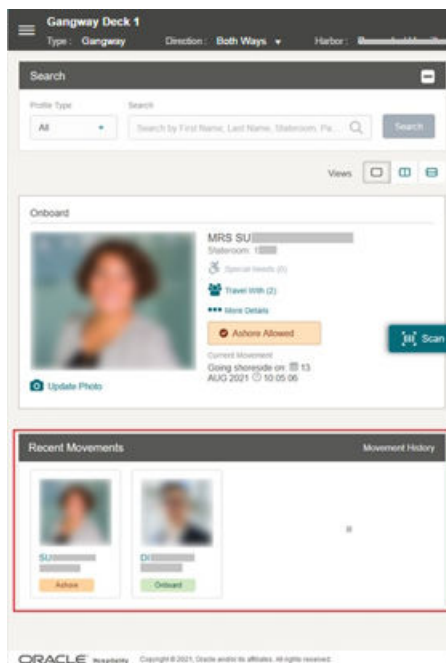 Gangway Deck 1
Type : Gangway Direction : Both Ways Harbor :
Search
Profile Type Search
All Search by First Name, Last Name, Stateroom, Pa... Search
Views
Onboard
MRS SU
Stateroom: 1
Special needs (0)
Travel With (2)
More Details
Ashore Allowed
Scan
Current Movement
Going shoreside on: 13
AUG 2021 10:05:06
Update Photo
Recent Movements Movement History
SU DI
Ashore Onboard
ORACLE Hospitality Copyright © 2021, Oracle and/or its affiliates. All rights reserved.